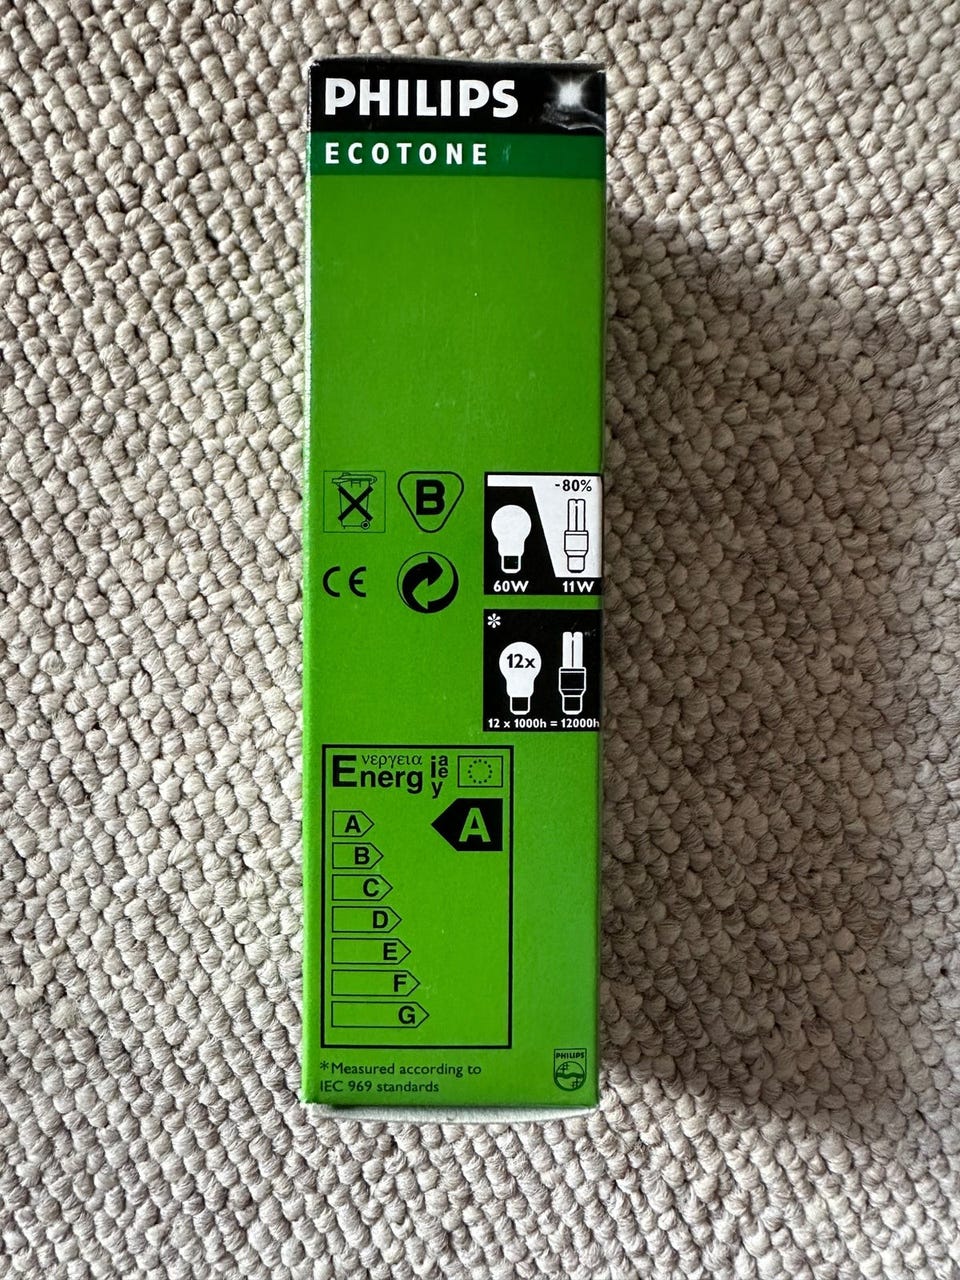 PHILIPS
ECOTONE
B
-80%
60W 11W
CE
*
12x
12 x 1000h = 12000h
Energ νεργεια ia e y
A A
B
C
D
E
F
G
*Measured according to
IEC 969 standards
PHILIPS